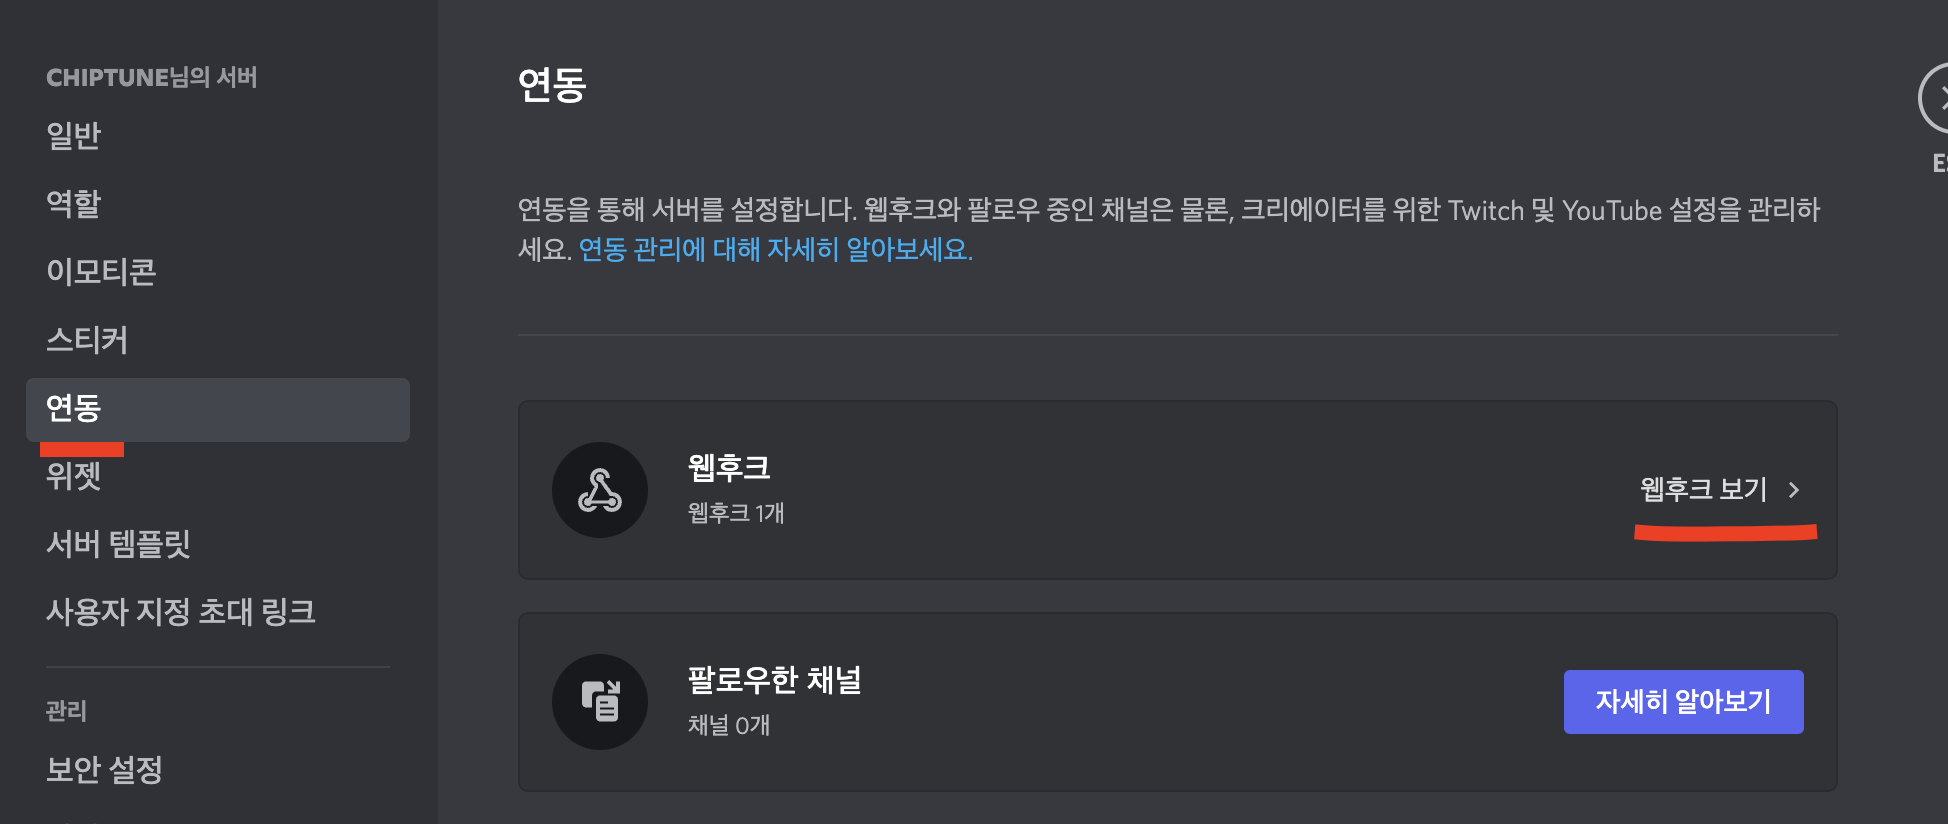 CHIPTUNE님의 서버
일반
역할
이모티콘
스티커
연동
위젯
서버 템플릿
사용자 지정 초대 링크
관리
보안 설정
연동
연동을 통해 서버를 설정합니다. 웹후크와 팔로우 중인 채널은 물론, 크리에이터를 위한 Twitch 및 YouTube 설정을 관리하
세요. 연동 관리에 대해 자세히 알아보세요.
웹후크
웹후크 1개
웹후크 보기
팔로우한 채널
채널 0개
자세히 알아보기